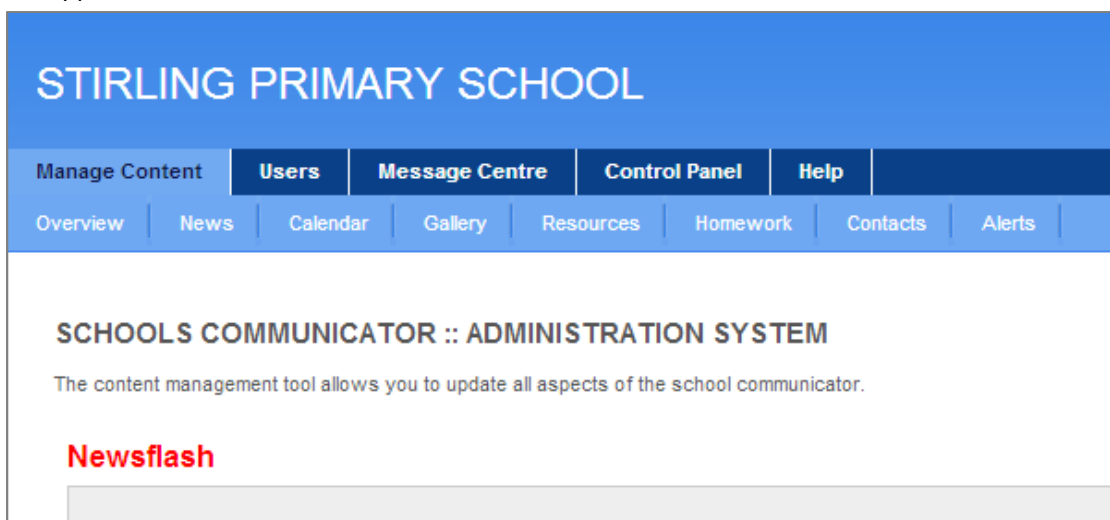 STIRLING PRIMARY SCHOOL
Manage Content Users Message Centre Control Panel Help
Overview News Calendar Gallery Resources Homework Contacts Alerts
SCHOOLS COMMUNICATOR :: ADMINISTRATION SYSTEM
The content management tool allows you to update all aspects of the school communicator.
Newsflash